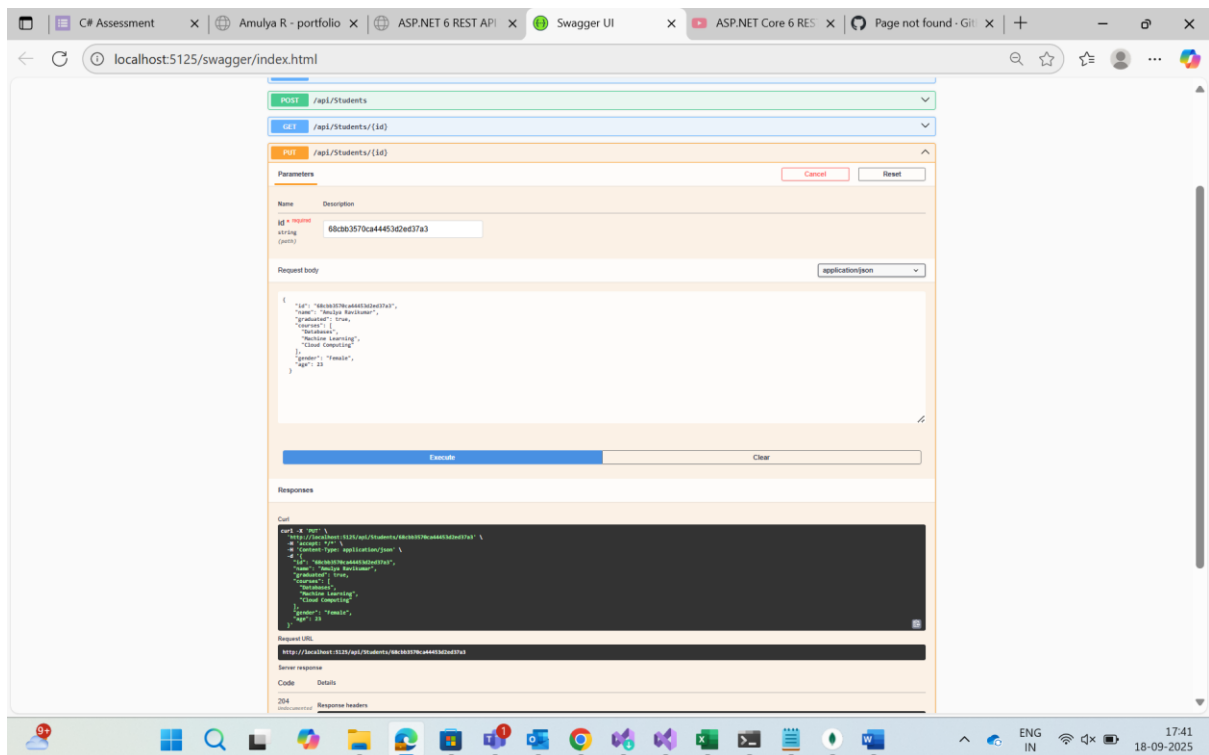 C# Assessment
Amulya R - portfolio
ASP.NET 6 REST API
Swagger UI
ASP.NET Core 6 RES
Page not found - Git
localhost:5125/swagger/index.html
POST /api/Students
GET /api/Students/{id}
PUT /api/Students/{id}
Parameters
Cancel
Reset
Name Description
id * required
string
(path)
68cbb3570ca44453d2ed37a3
Request body
application/json
{
"id": "68cbb3570ca44453d2ed37a3",
"name": "Amulya Ravikumar",
"graduated": true,
"courses": [
"Databases",
"Machine Learning",
"Cloud Computing"
],
"gender": "female",
"age": 23
}
Execute
Clear
Responses
Curl
curl -X 'PUT' \
'http://localhost:5125/api/Students/68cbb3570ca44453d2ed37a3' \
-H 'accept: */*' \
-H 'Content-Type: application/json' \
-d '{
"id": "68cbb3570ca44453d2ed37a3",
"name": "Amulya Ravikumar",
"graduated": true,
"courses": [
"Databases",
"Machine Learning",
"Cloud Computing"
],
"gender": "female",
"age": 23
}'
Request URL
http://localhost:5125/api/Students/68cbb3570ca44453d2ed37a3
Server response
Code Details
204
Undocumented
Response headers
9+
1
ENG
IN
17:41
18-09-2025